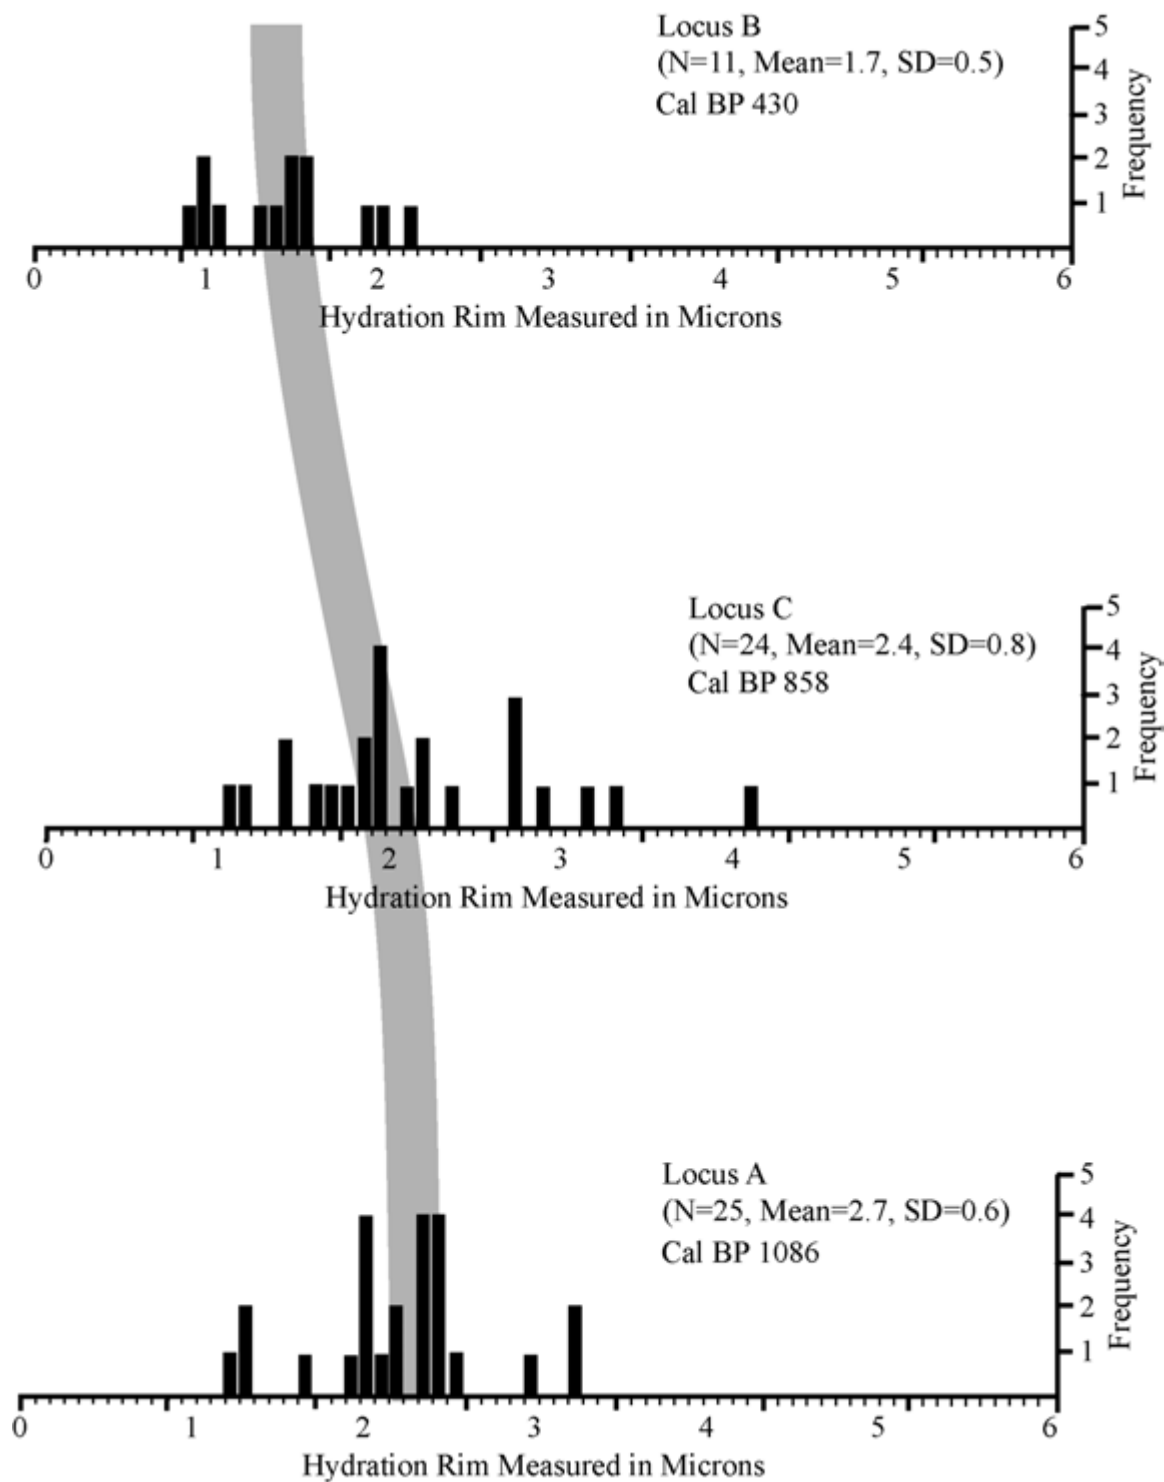 Locus B
(N=11, Mean=1.7, SD=0.5)
Cal BP 430
5
4
3
2
1
Frequency
0 1 2 3 4 5 6
Hydration Rim Measured in Microns
Locus C
(N=24, Mean=2.4, SD=0.8)
Cal BP 858
5
4
3
2
1
Frequency
0 1 2 3 4 5 6
Hydration Rim Measured in Microns
Locus A
(N=25, Mean=2.7, SD=0.6)
Cal BP 1086
5
4
3
2
1
Frequency
0 1 2 3 4 5 6
Hydration Rim Measured in Microns